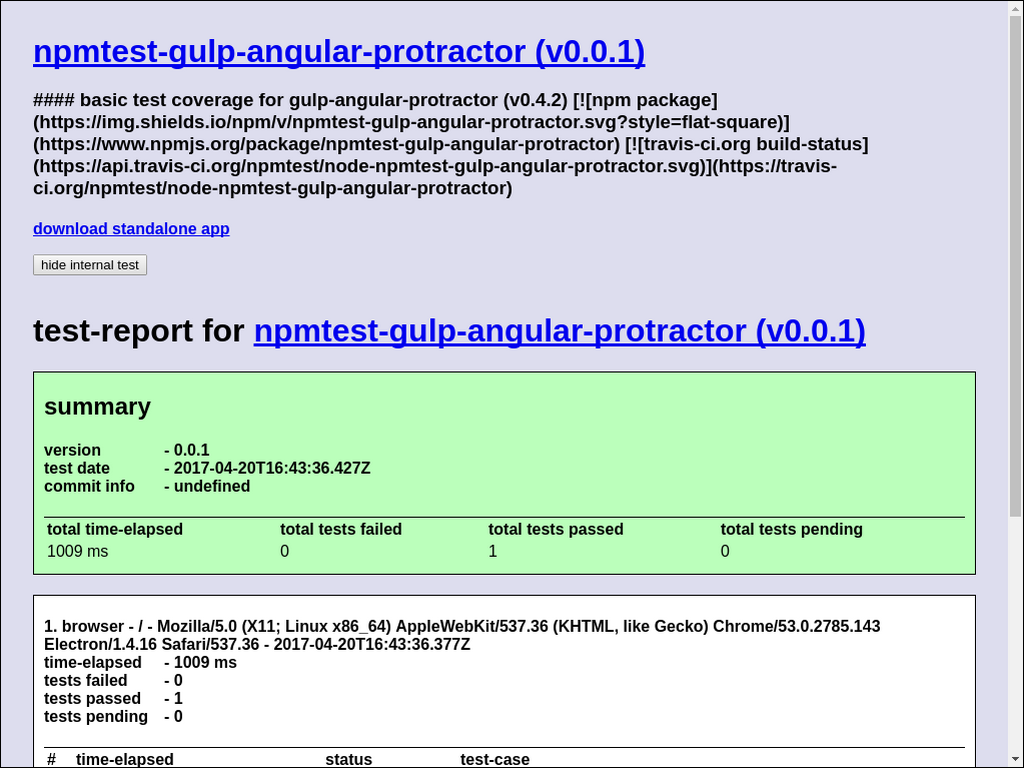 npmtest-gulp-angular-protractor (v0.0.1)
#### basic test coverage for gulp-angular-protractor (v0.4.2) [![npm package]
(https://img.shields.io/npm/v/npmtest-gulp-angular-protractor.svg?style=flat-square)]
(https://www.npmjs.org/package/npmtest-gulp-angular-protractor) [![travis-ci.org build-status]
(https://api.travis-ci.org/npmtest/node-npmtest-gulp-angular-protractor.svg)](https://travis-
ci.org/npmtest/node-npmtest-gulp-angular-protractor)
download standalone app
hide internal test
test-report for npmtest-gulp-angular-protractor (v0.0.1)
summary
version - 0.0.1
test date - 2017-04-20T16:43:36.427Z
commit info - undefined
total time-elapsed total tests failed total tests passed total tests pending
1009 ms 0 1 0
1. browser - / - Mozilla/5.0 (X11; Linux x86_64) AppleWebKit/537.36 (KHTML, like Gecko) Chrome/53.0.2785.143
Electron/1.4.16 Safari/537.36 - 2017-04-20T16:43:36.377Z
time-elapsed - 1009 ms
tests failed - 0
tests passed - 1
tests pending - 0
# time-elapsed status test-case